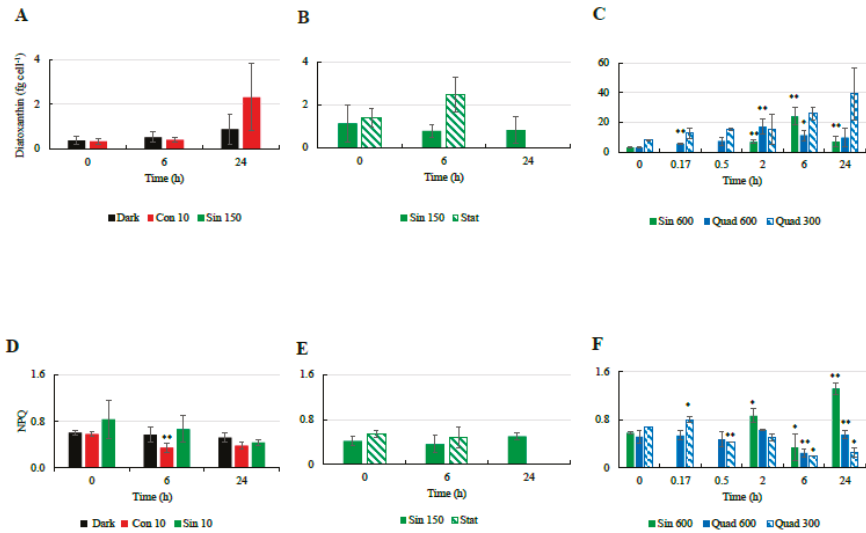 A
B
C
Diatoxanthin (fg cell-1)
4
2
0
0
6
24
Time (h)
Dark Con 10 Sin 150
4
2
0
0
6
24
Time (h)
Sin 150 Stat
60
40
20
0
** ** ** ** * **
0
0.17
0.5
2
6
24
Time (h)
Sin 600 Quad 600 Quad 300
D
E
F
NPQ
1.6
0.8
0.0
**
0
6
24
Time (h)
Dark Con 10 Sin 10
1.6
0.8
0
0
6
24
Time (h)
Sin 150 Stat
1.6
0.8
0
* ** * * ** * ** ** *
0
0.17
0.5
2
6
24
Time (h)
Sin 600 Quad 600 Quad 300